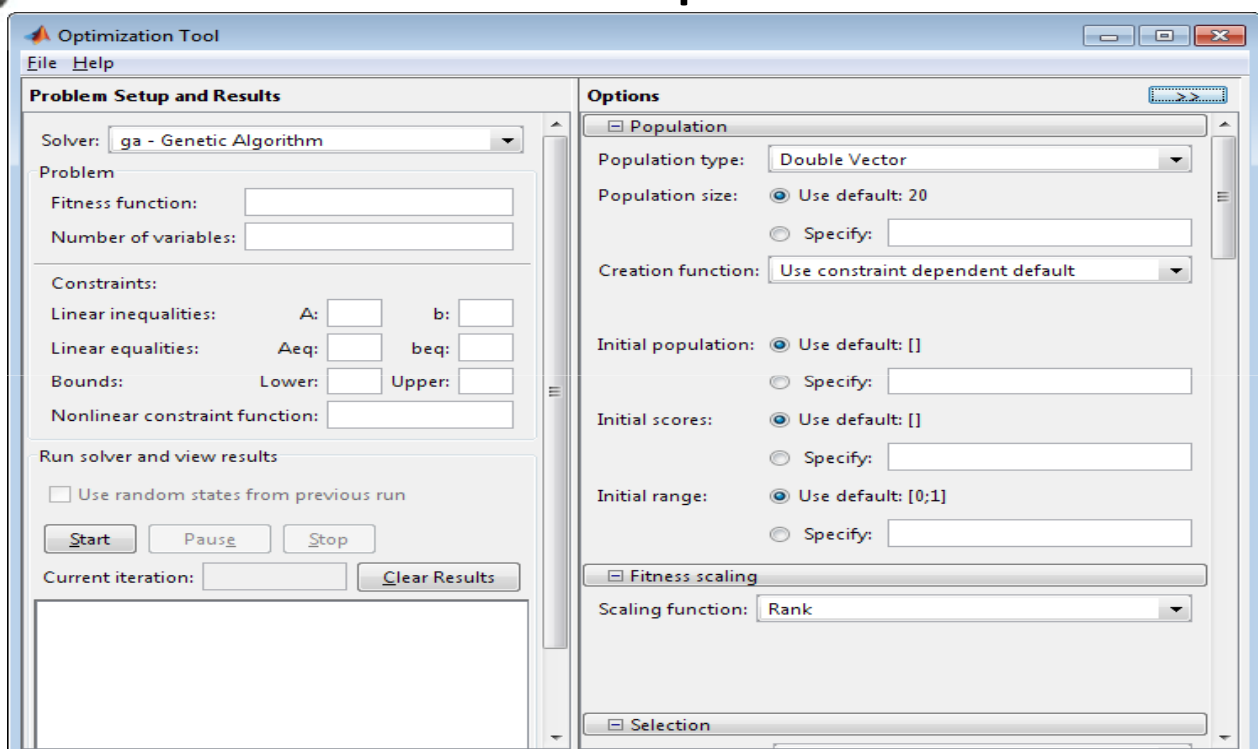 Optimization Tool
File Help
Problem Setup and Results
Solver: ga - Genetic Algorithm
Problem
Fitness function:
Number of variables:
Constraints:
Linear inequalities: A: b:
Linear equalities: Aeq: beq:
Bounds: Lower: Upper:
Nonlinear constraint function:
Run solver and view results
Use random states from previous run
Start Pause Stop
Current iteration: Clear Results
Options >>
Population
Population type: Double Vector
Population size: Use default: 20
Specify:
Creation function: Use constraint dependent default
Initial population: Use default: []
Specify:
Initial scores: Use default: []
Specify:
Initial range: Use default: [0;1]
Specify:
Fitness scaling
Scaling function: Rank
Selection